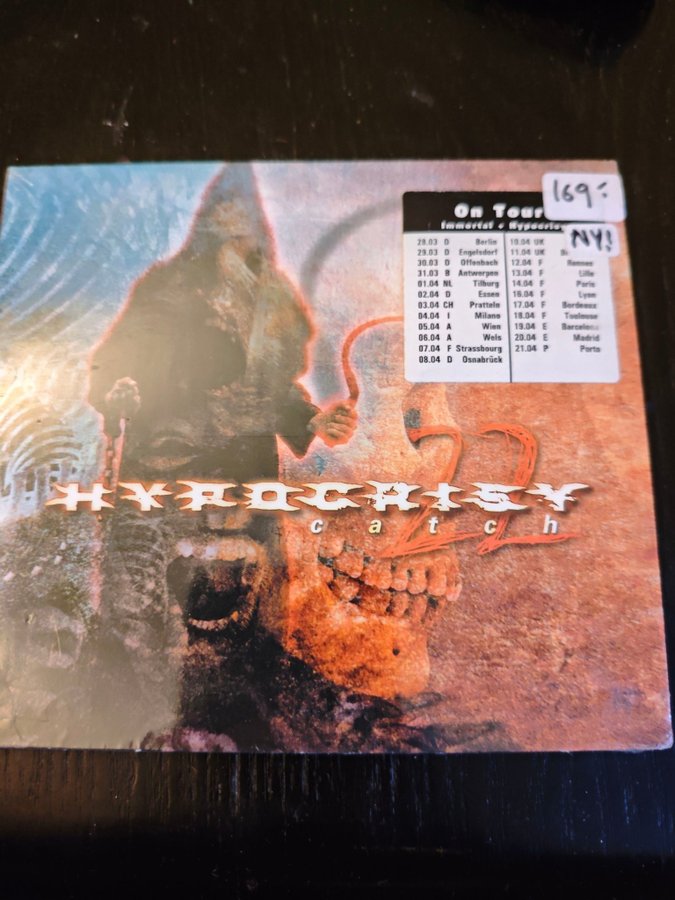 169:-
On Tour
Immortal + Hypocrisy
NY!
28.03 D Berlin
29.03 D Engelsdorf
30.03 D Offenbach
31.03 B Antwerpen
01.04 NL Tilburg
02.04 D Essen
03.04 CH Pratteln
04.04 I Milano
05.04 A Wien
06.04 A Wels
07.04 F Strassbourg
08.04 D Osnabrück
10.04 UK
11.04 UK
12.04 F Rennes
13.04 F Lille
14.04 F Paris
16.04 F Lyon
17.04 F Bordeaux
18.04 F Toulouse
19.04 E Barcelona
20.04 E Madrid
21.04 P Porto
22
HYPOCRISY
catch